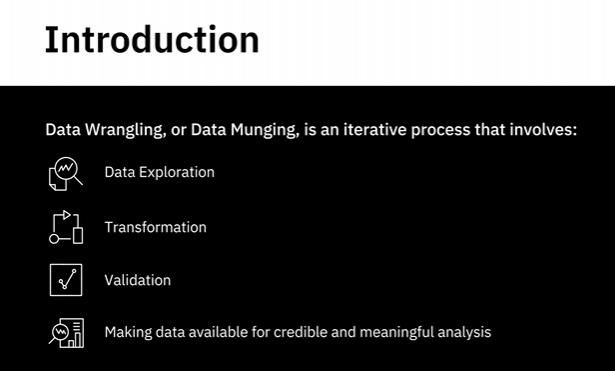 Introduction
Data Wrangling, or Data Munging, is an iterative process that involves:
Data Exploration
Transformation
Validation
Making data available for credible and meaningful analysis